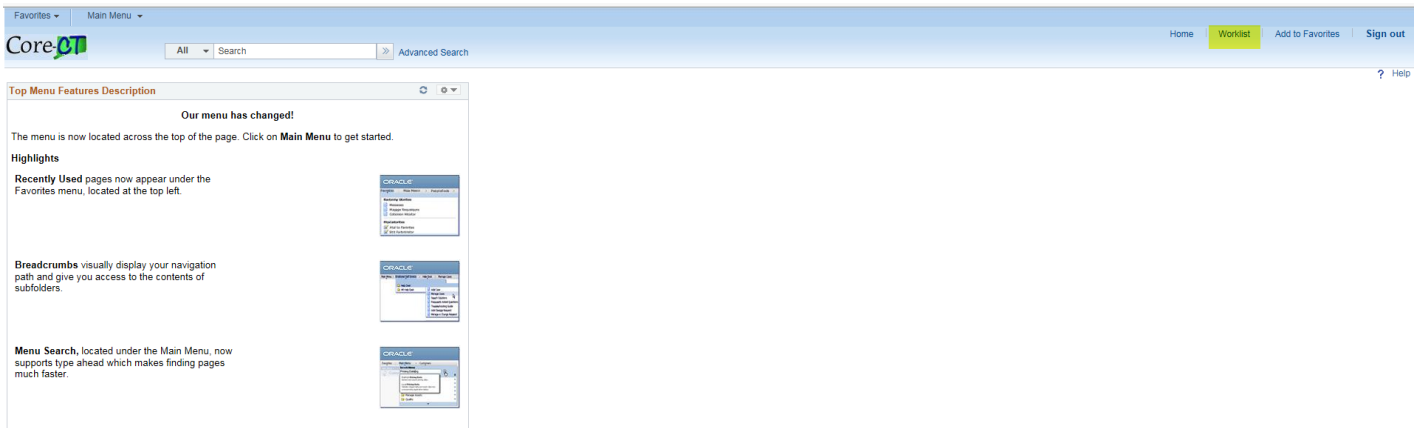 Favorites Main Menu
Core-CT
All Search Advanced Search
Home Worklist Add to Favorites Sign out
? Help
Top Menu Features Description
Our menu has changed!
The menu is now located across the top of the page. Click on Main Menu to get started.
Highlights
Recently Used pages now appear under the
Favorites menu, located at the top left.
ORACLE
Breadcrumbs visually display your navigation
path and give you access to the contents of
subfolders.
ORACLE
Menu Search, located under the Main Menu, now
supports type ahead which makes finding pages
much faster.
ORACLE